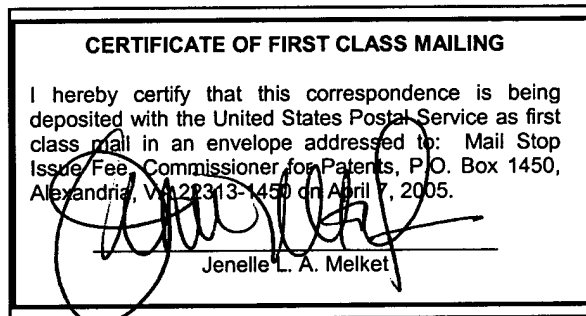 CERTIFICATE OF FIRST CLASS MAILING
I hereby certify that this correspondence is being
deposited with the United States Postal Service as first
class mail in an envelope addressed to: Mail Stop
Issue Fee, Commissioner for Patents, P.O. Box 1450,
Alexandria, VA 22313-1450 on April 7, 2005.
Jenelle L. A. Melket